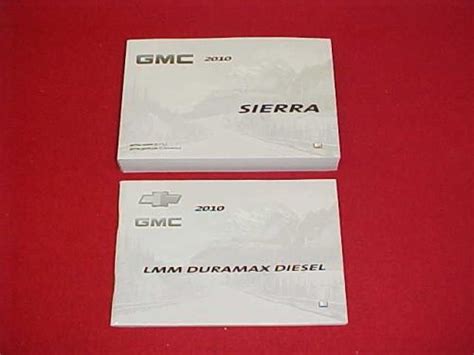 GMC 2010
SIERRA
GMC 2010
LMM DURAMAX DIESEL